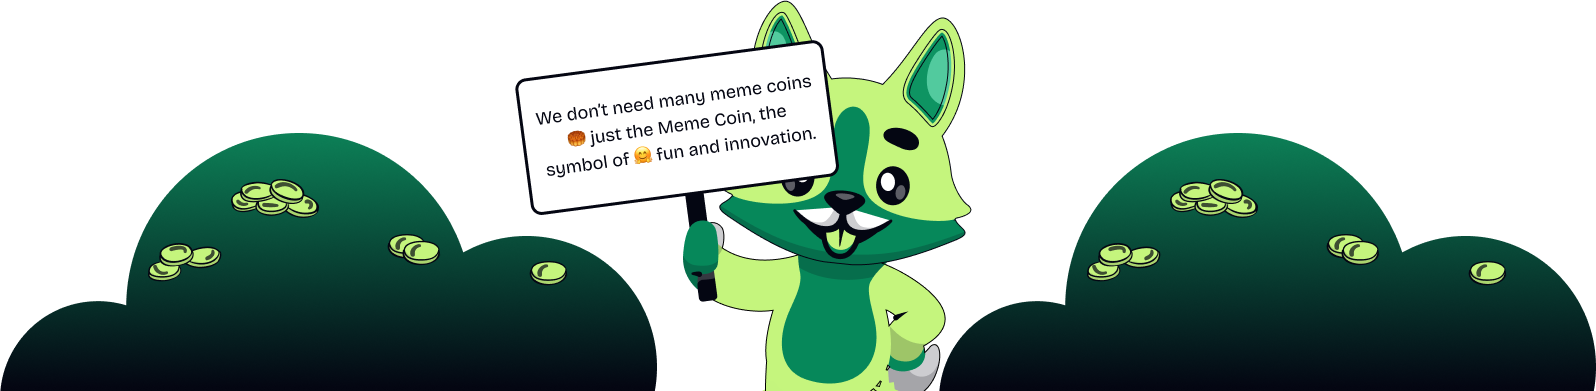 We don't need many meme coins
🥮 just the Meme Coin, the
symbol of 🤗 fun and innovation.